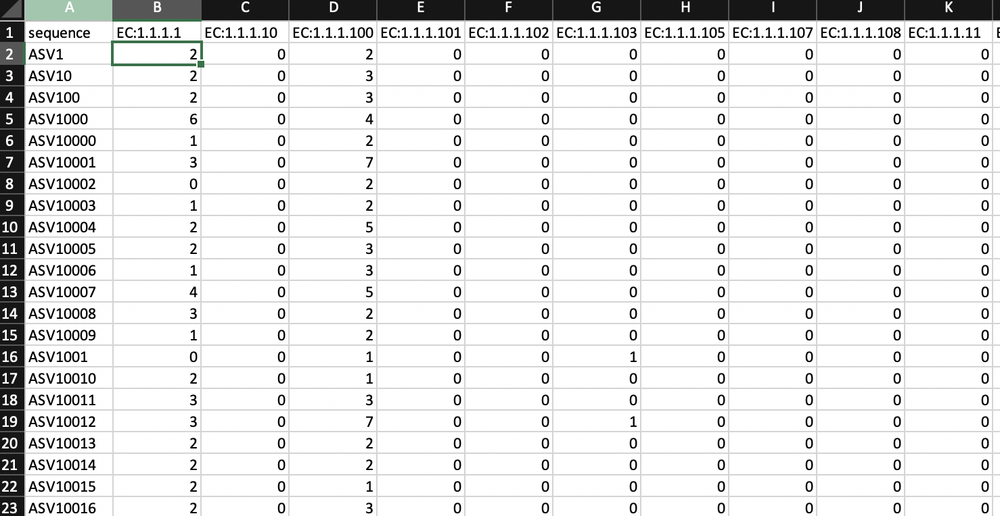 A B C D E F G H I J K
1 sequence EC:1.1.1.1 EC:1.1.1.10 EC:1.1.1.100 EC:1.1.1.101 EC:1.1.1.102 EC:1.1.1.103 EC:1.1.1.105 EC:1.1.1.107 EC:1.1.1.108 EC:1.1.1.11
2 ASV1 2 0 2 0 0 0 0 0 0 0
3 ASV10 2 0 3 0 0 0 0 0 0 0
4 ASV100 2 0 3 0 0 0 0 0 0 0
5 ASV1000 6 0 4 0 0 0 0 0 0 0
6 ASV10000 1 0 2 0 0 0 0 0 0 0
7 ASV10001 3 0 7 0 0 0 0 0 0 0
8 ASV10002 0 0 2 0 0 0 0 0 0 0
9 ASV10003 1 0 2 0 0 0 0 0 0 0
10 ASV10004 2 0 5 0 0 0 0 0 0 0
11 ASV10005 2 0 3 0 0 0 0 0 0 0
12 ASV10006 1 0 3 0 0 0 0 0 0 0
13 ASV10007 4 0 5 0 0 0 0 0 0 0
14 ASV10008 3 0 2 0 0 0 0 0 0 0
15 ASV10009 1 0 2 0 0 0 0 0 0 0
16 ASV1001 0 0 1 0 0 1 0 0 0 0
17 ASV10010 2 0 1 0 0 0 0 0 0 0
18 ASV10011 3 0 3 0 0 0 0 0 0 0
19 ASV10012 3 0 7 0 0 1 0 0 0 0
20 ASV10013 2 0 2 0 0 0 0 0 0 0
21 ASV10014 2 0 2 0 0 0 0 0 0 0
22 ASV10015 2 0 1 0 0 0 0 0 0 0
23 ASV10016 2 0 3 0 0 0 0 0 0 0